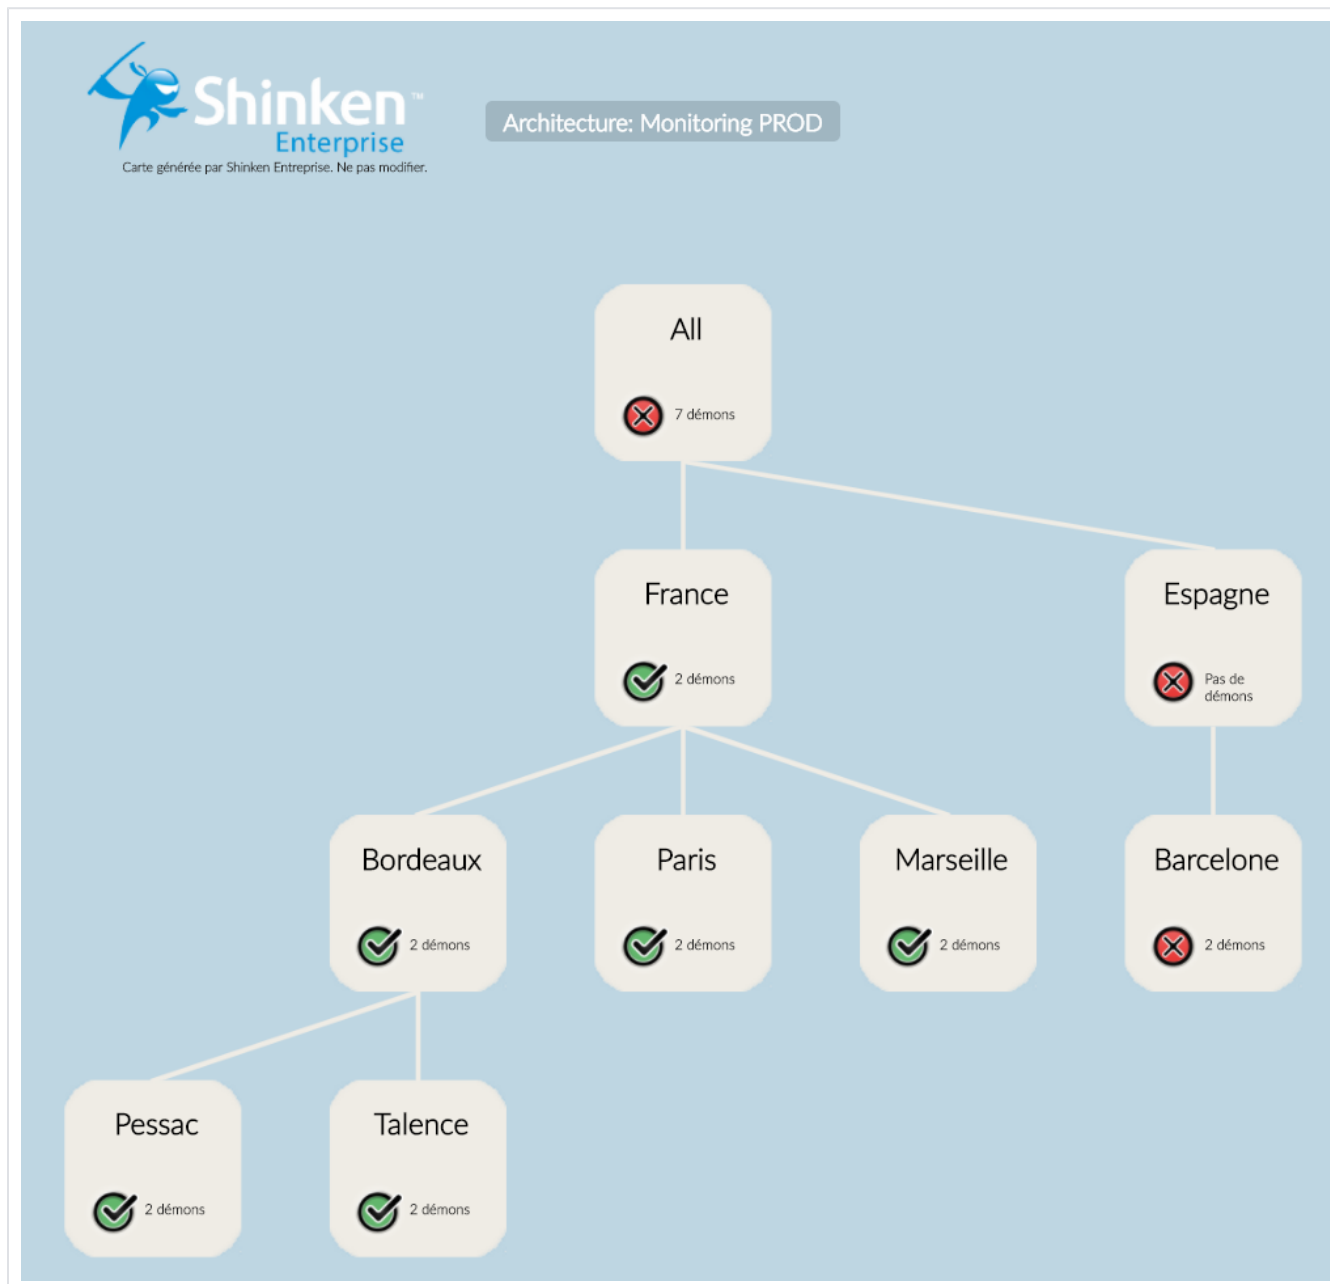 Shinken™
Enterprise
Carte générée par Shinken Entreprise. Ne pas modifier.
Architecture: Monitoring PROD
All
7 démons
France
2 démons
Espagne
Pas de
démons
Bordeaux
2 démons
Paris
2 démons
Marseille
2 démons
Barcelone
2 démons
Pessac
2 démons
Talence
2 démons